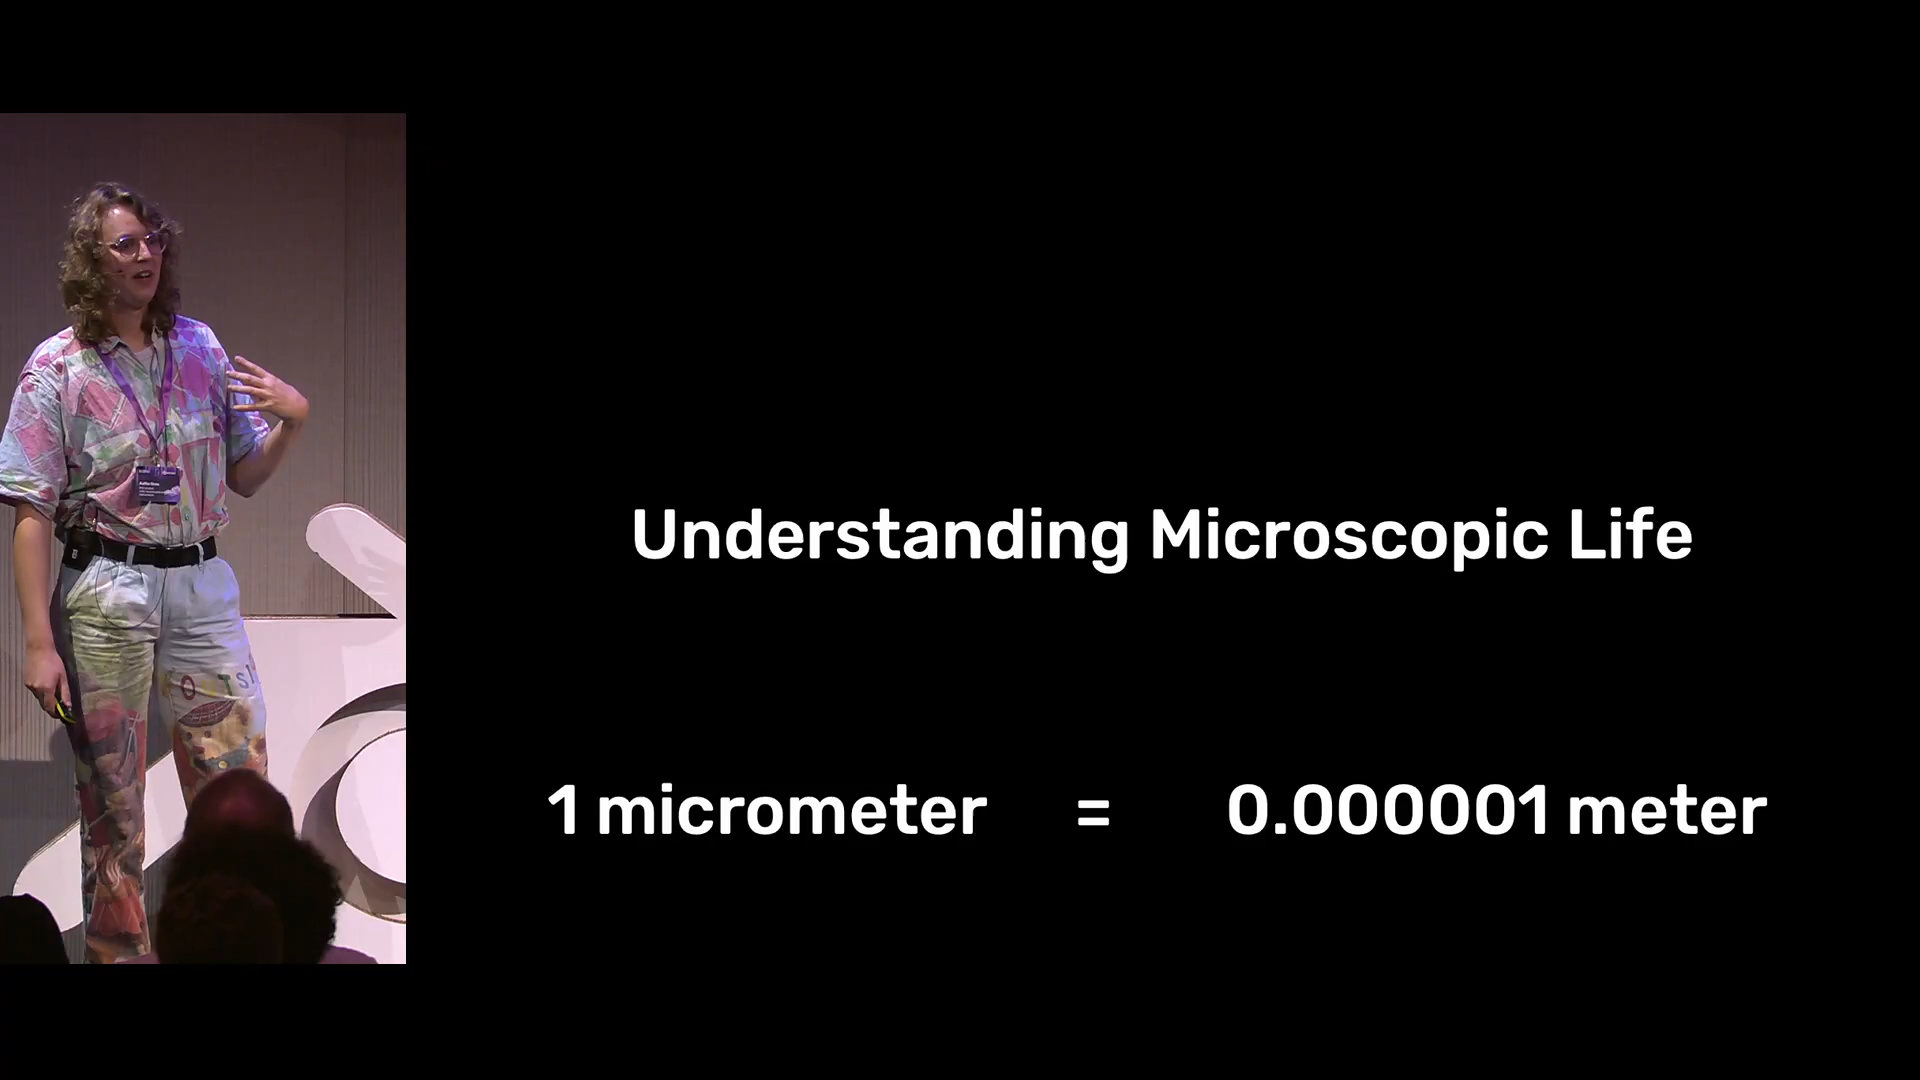 Understanding Microscopic Life
1 micrometer = 0.000001 meter